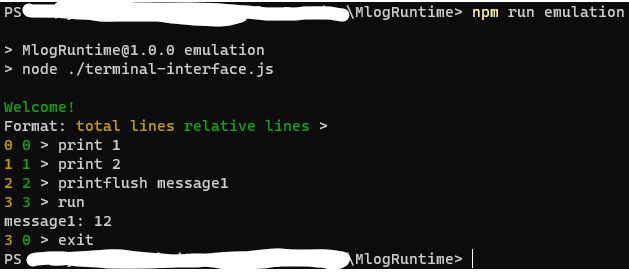 PS \MlogRuntime> npm run emulation
> MlogRuntime@1.0.0 emulation
> node ./terminal-interface.js
Welcome!
Format: total lines relative lines >
0 0 > print 1
1 1 > print 2
2 2 > printflush message1
3 3 > run
message1: 12
3 0 > exit
PS \MlogRuntime>